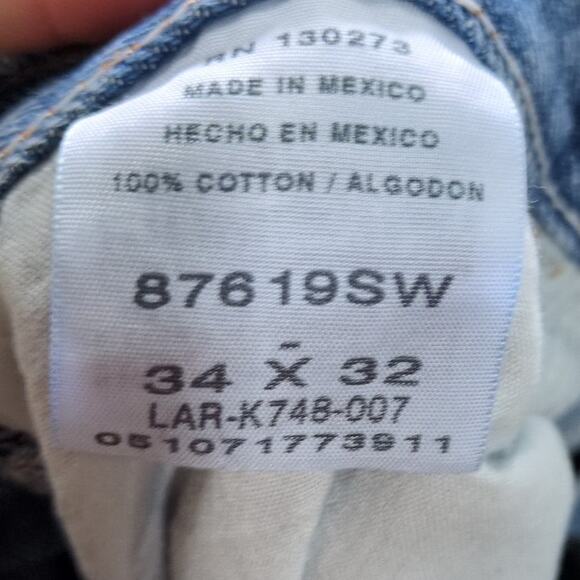 RN 130273
MADE IN MEXICO
HECHO EN MEXICO
100% COTTON / ALGODON
87619SW
34 X 32
LAR-K748-007
051071773911